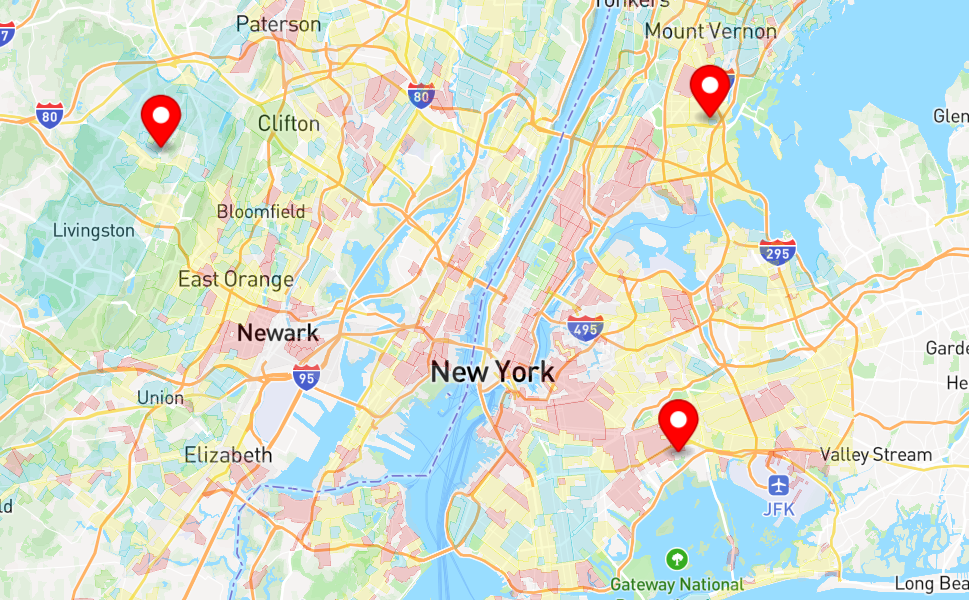 Yonkers
Paterson
Mount Vernon
7
80
80
Glen
Clifton
Bloomfield
Livingston
295
East Orange
495
Newark
Garde
New York
95
He
Union
Elizabeth
Valley Stream
JFK
ld
Gateway National
Long Bea